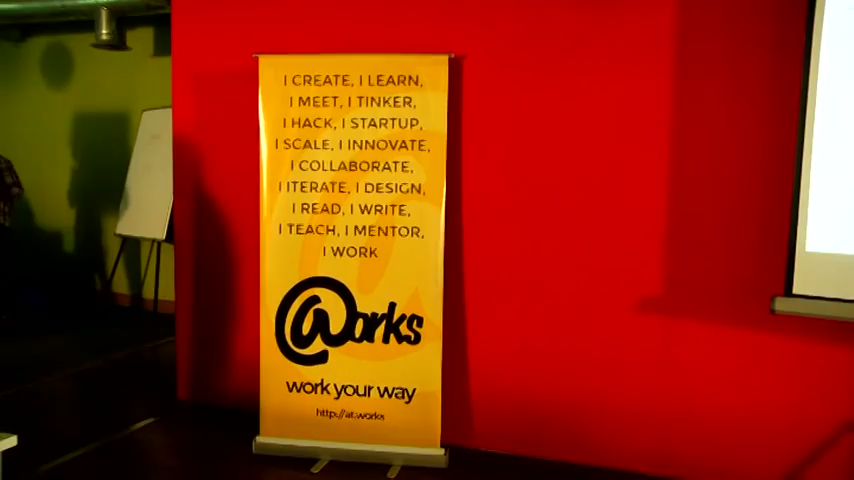 I CREATE, I LEARN,
I MEET, I TINKER,
I HACK, I STARTUP,
I SCALE, I INNOVATE,
I COLLABORATE,
I ITERATE, I DESIGN,
I READ, I WRITE,
I TEACH, I MENTOR,
I WORK
@Works
work your way
http://at.works